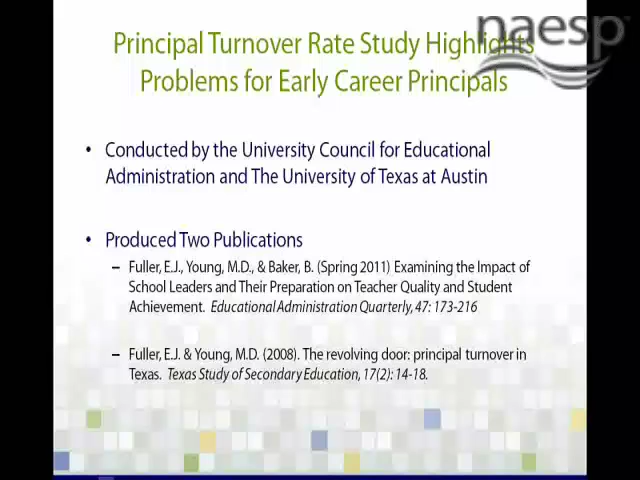 naesp
Principal Turnover Rate Study Highlights
Problems for Early Career Principals
• Conducted by the University Council for Educational
Administration and The University of Texas at Austin
• Produced Two Publications
– Fuller, E.J., Young, M.D., & Baker, B. (Spring 2011) Examining the Impact of
School Leaders and Their Preparation on Teacher Quality and Student
Achievement. Educational Administration Quarterly, 47: 173-216
– Fuller, E.J. & Young, M.D. (2008). The revolving door: principal turnover in
Texas. Texas Study of Secondary Education, 17(2): 14-18.